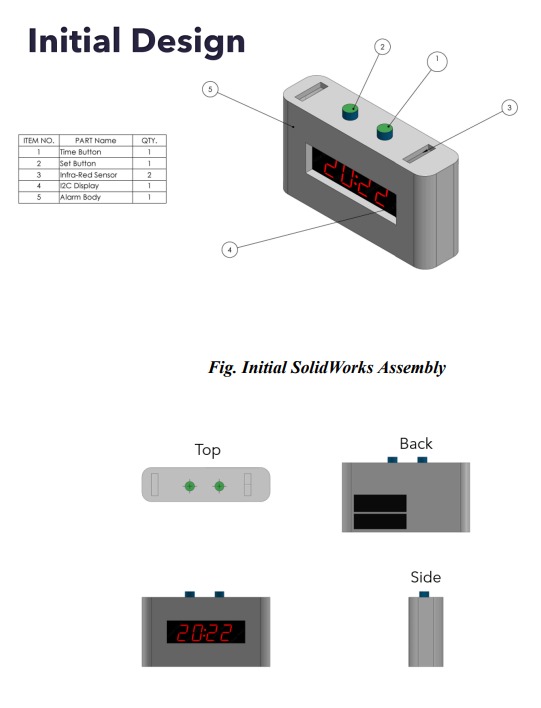 Initial Design
2
1
5
3
ITEM NO. PART Name QTY.
1 Time Button 1
2 Set Button 1
3 Infra-Red Sensor 2
4 I2C Display 1
5 Alarm Body 1
20:22
4
Fig. Initial SolidWorks Assembly
Top
Back
Side
20:22